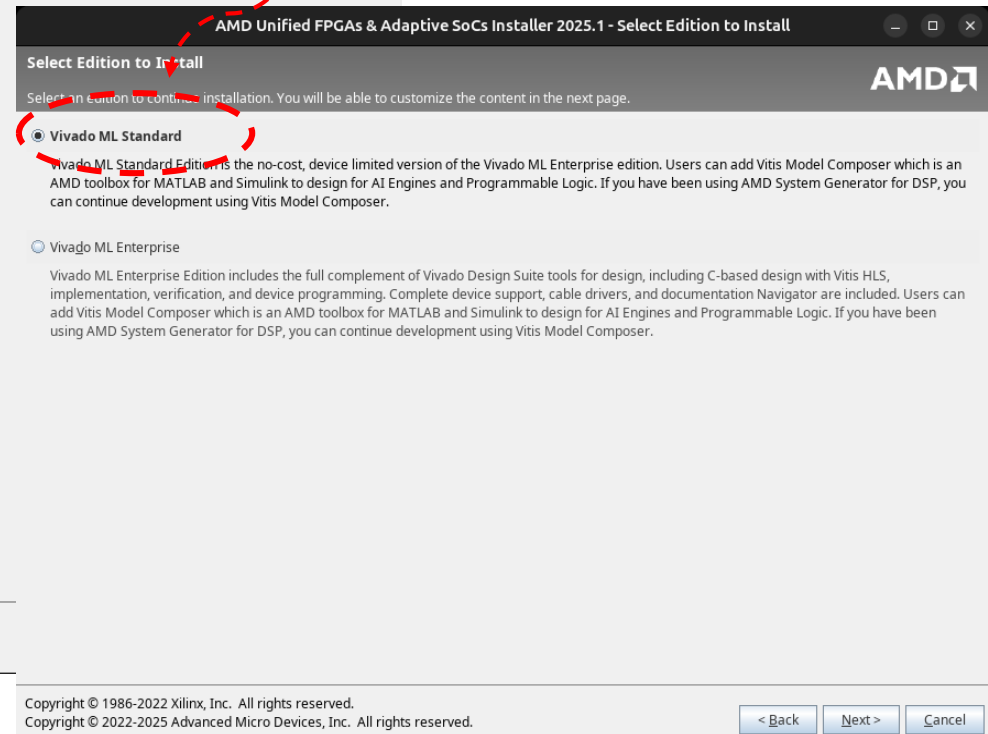 AMD Unified FPGAs & Adaptive SoCs Installer 2025.1 - Select Edition to Install
Select Edition to Install
AMD
Select an edition to continue installation. You will be able to customize the content in the next page.
Vivado ML Standard
Vivado ML Standard Edition is the no-cost, device limited version of the Vivado ML Enterprise edition. Users can add Vitis Model Composer which is an
AMD toolbox for MATLAB and Simulink to design for AI Engines and Programmable Logic. If you have been using AMD System Generator for DSP, you
can continue development using Vitis Model Composer.
Vivado ML Enterprise
Vivado ML Enterprise Edition includes the full complement of Vivado Design Suite tools for design, including C-based design with Vitis HLS,
implementation, verification, and device programming. Complete device support, cable drivers, and documentation Navigator are included. Users can
add Vitis Model Composer which is an AMD toolbox for MATLAB and Simulink to design for AI Engines and Programmable Logic. If you have been
using AMD System Generator for DSP, you can continue development using Vitis Model Composer.
Copyright © 1986-2022 Xilinx, Inc. All rights reserved.
Copyright © 2022-2025 Advanced Micro Devices, Inc. All rights reserved.
< Back Next > Cancel